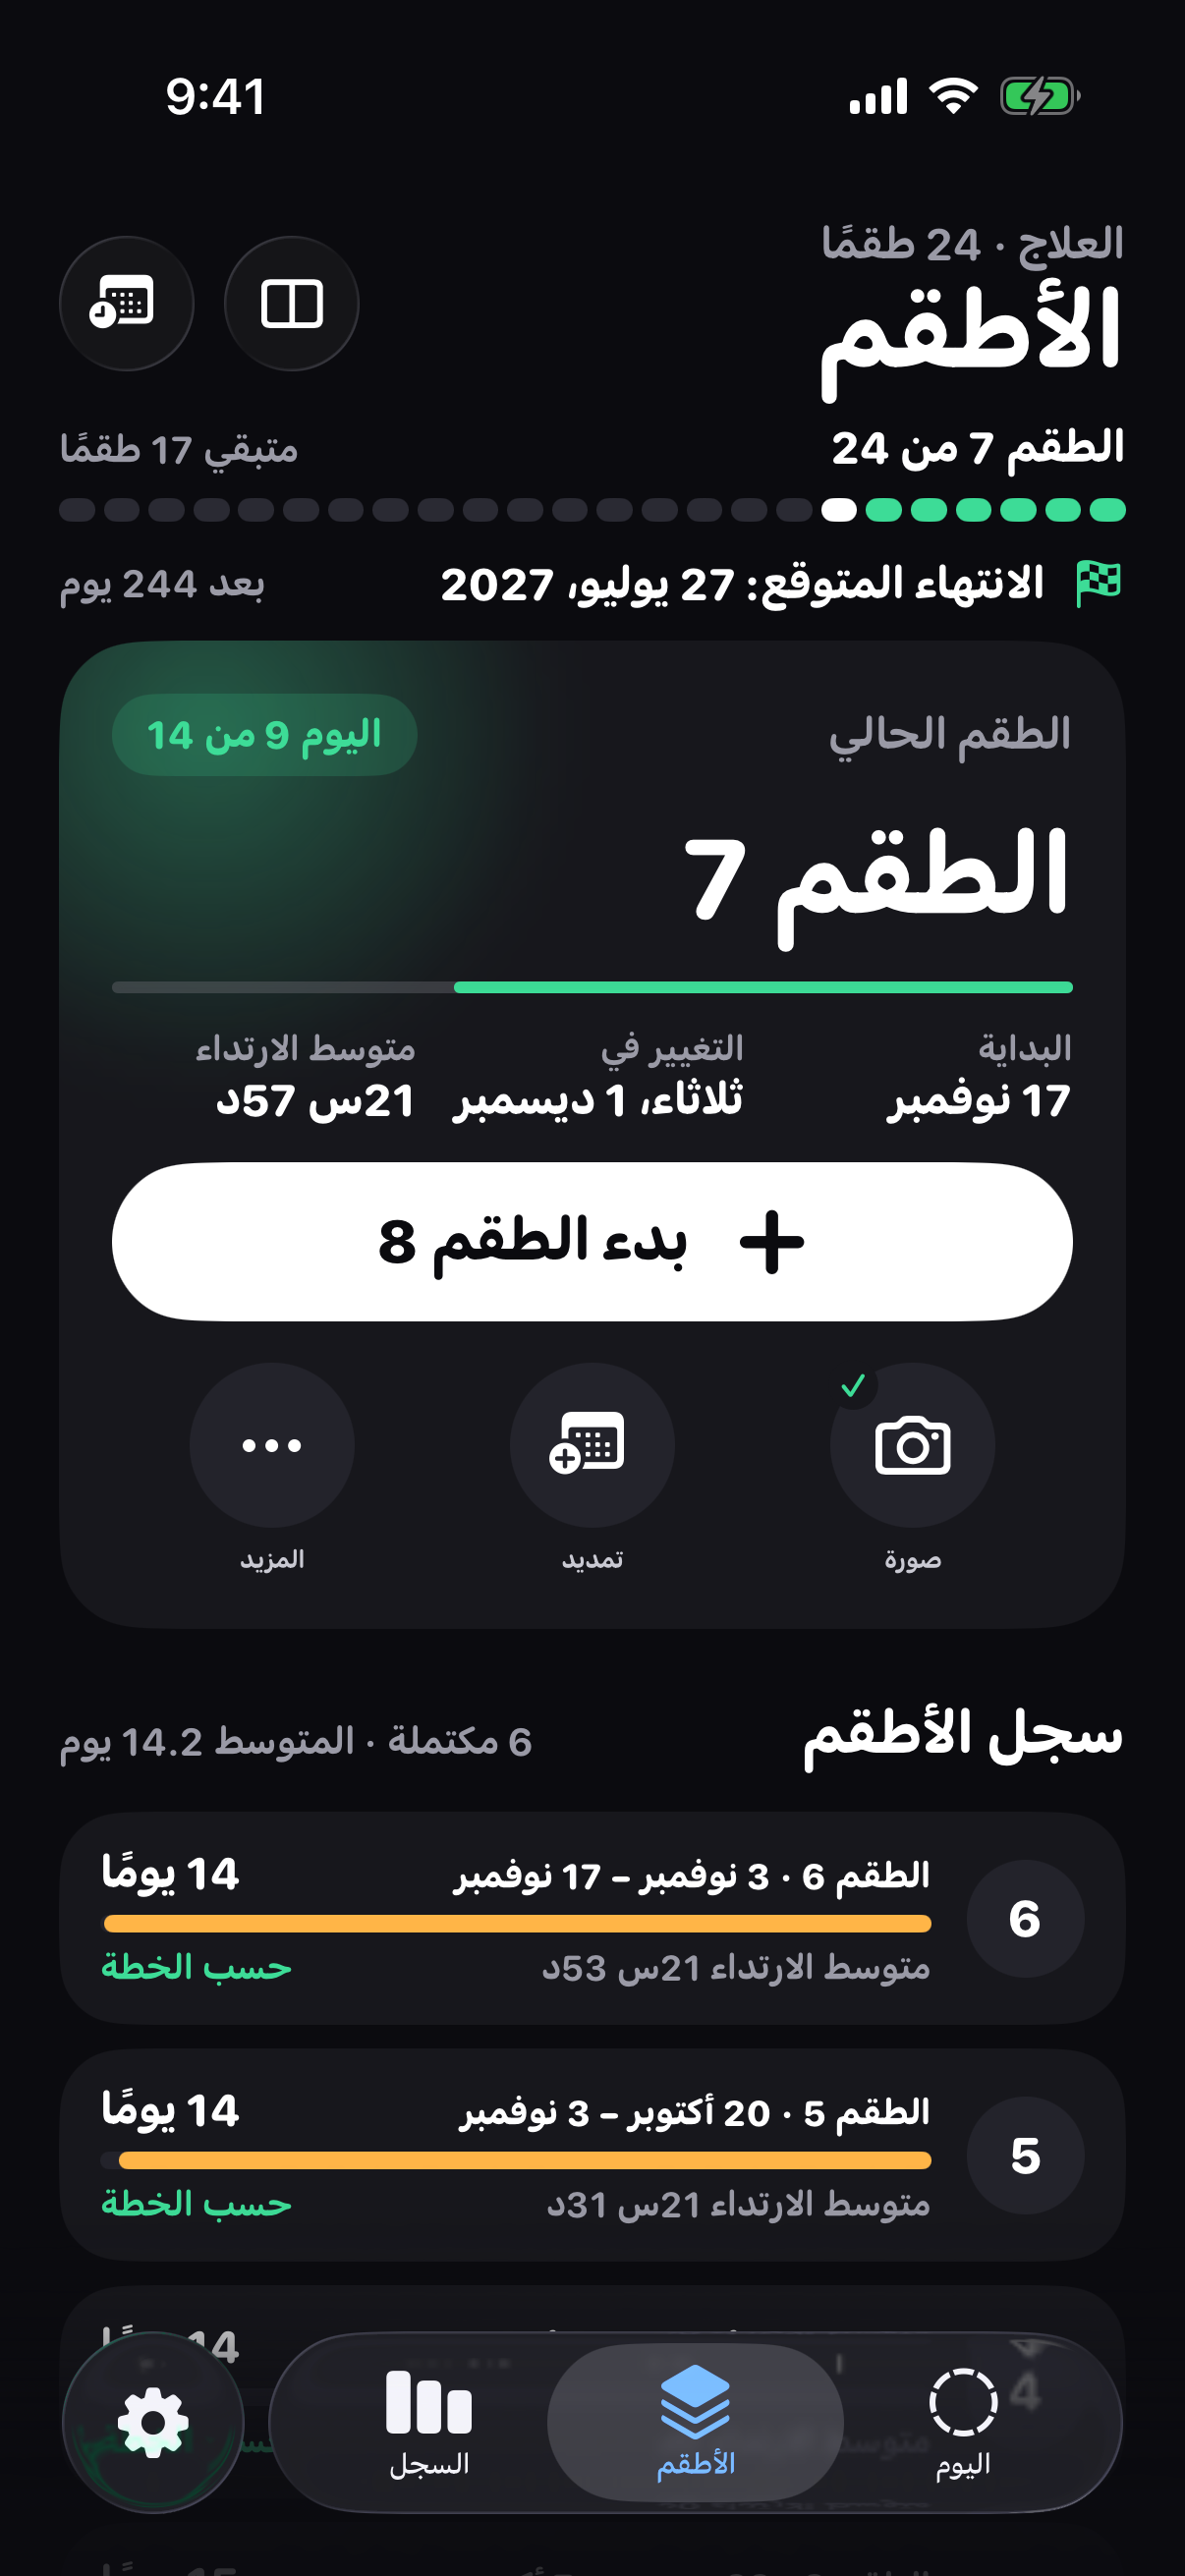 9:41
العلاج · 24 طقمًا
الأطقم
الطقم 7 من 24
متبقي 17 طقمًا
الانتهاء المتوقع: 27 يوليو، 2027
بعد 244 يوم
الطقم الحالي
اليوم 9 من 14
الطقم 7
البداية
التغيير في
متوسط الارتداء
17 نوفمبر
ثلاثاء، 1 ديسمبر
21س 57د
بدء الطقم 8
صورة
تمديد
المزيد
سجل الأطقم
6 مكتملة · المتوسط 14.2 يوم
6
الطقم 6 · 3 نوفمبر – 17 نوفمبر
14 يومًا
متوسط الارتداء 21س 53د
حسب الخطة
5
الطقم 5 · 20 أكتوبر – 3 نوفمبر
14 يومًا
متوسط الارتداء 21س 31د
حسب الخطة
4
14
اليوم
الأطقم
السجل